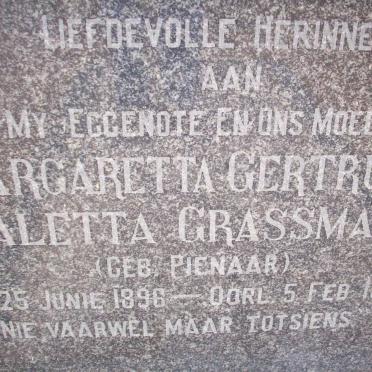 LIEFDEVOLLE HERINNE
AAN
MY EGGENOTE EN ONS MOED
ARGARETTA GERTRU
ALETTA GRASSMA
(GEB. PIENAAR)
25 JUNIE 1896 — OORL. 5 FEB 1
NIE VAARWEL MAAR TOTSIENS